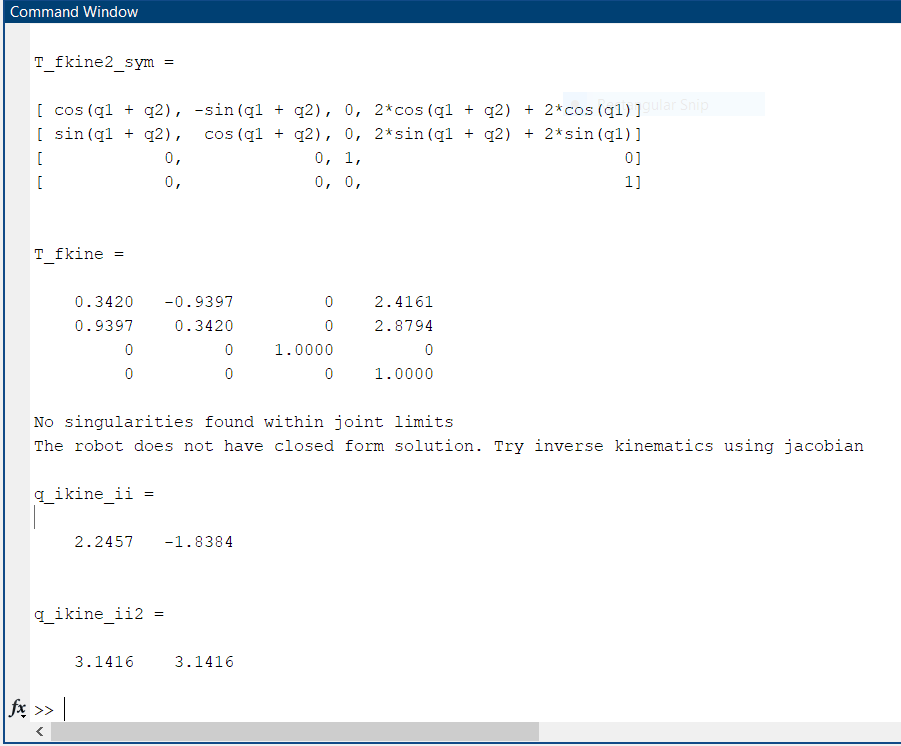 Command Window
T_fkine2_sym =
[ cos(q1 + q2), -sin(q1 + q2), 0, 2*cos(q1 + q2) + 2*cos(q1)]
[ sin(q1 + q2),  cos(q1 + q2), 0, 2*sin(q1 + q2) + 2*sin(q1)]
[            0,             0, 1,                          0]
[            0,             0, 0,                          1]
T_fkine =
0.3420   -0.9397         0    2.4161
0.9397    0.3420         0    2.8794
0         0    1.0000         0
0         0         0    1.0000
No singularities found within joint limits
The robot does not have closed form solution. Try inverse kinematics using jacobian
q_ikine_ii =
2.2457   -1.8384
q_ikine_ii2 =
3.1416    3.1416
fx >>